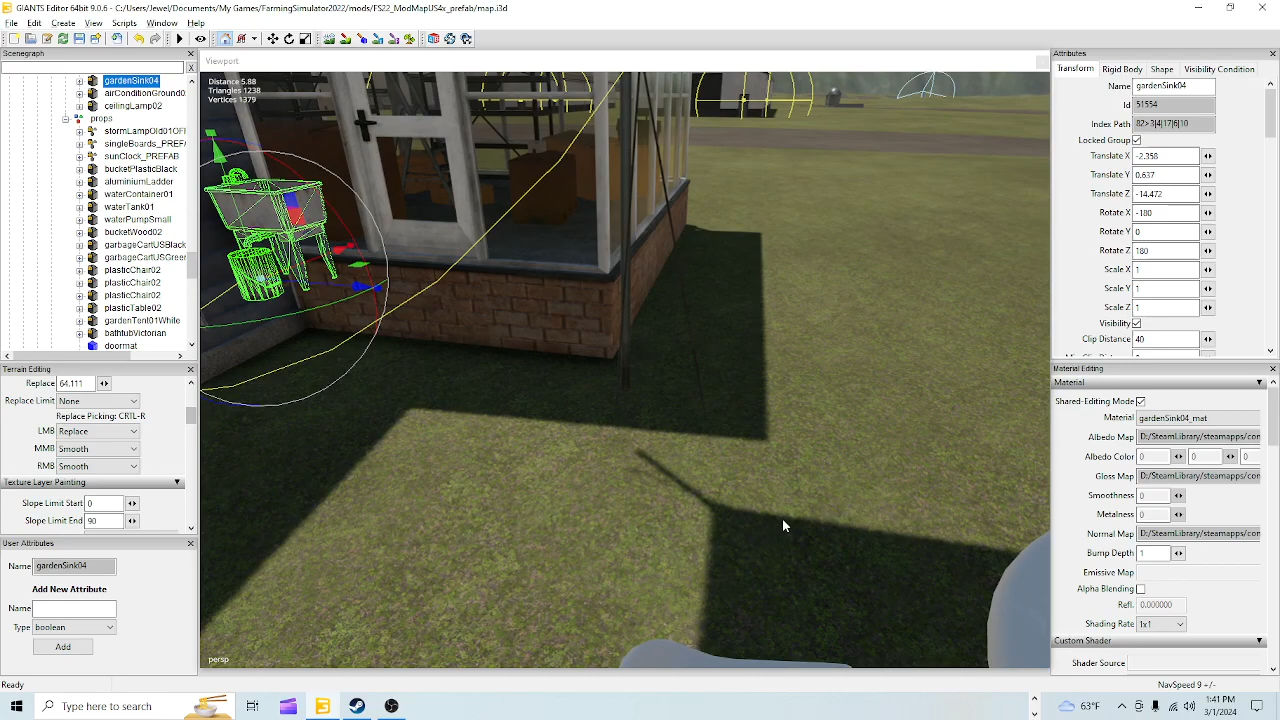 GIANTS Editor 64bit 9.0.6 - C:/Users/Jewel/Documents/My Games/FarmingSimulator2022/mods/FS22_ModMapUS4x_prefab/map.i3d
File Edit Create View Scripts Window Help
Scenegraph
X
gardenSink04
airConditionGround0
ceilingLamp02
props
stormLampOld01OFI
singleBoards_PREFA
sunClock_PREFAB
bucketPlasticBlack
aluminiumLadder
waterContainer01
waterTank01
waterPumpSmall
bucketWood02
garbageCartUSBlack
garbageCartUSGreen
plasticChair02
plasticChair02
plasticChair02
plasticTable02
gardenTent01White
bathtubVictorian
doormat
Terrain Editing
Replace 64.111
Replace Limit None
Replace Picking: CRTL-R
LMB Replace
MMB Smooth
RMB Smooth
Texture Layer Painting
Slope Limit Start 0
Slope Limit End 90
User Attributes
Name gardenSink04
Add New Attribute
Name
Type boolean
Add
Viewport
Distance 5.88
Triangles 1238
Vertices 1379
persp
Attributes
Transform Rigid Body Shape Visibility Condition
Name gardenSink04
Id 51554
Index Path 82>3|4|17|6|10
Locked Group
Translate X -2.358
Translate Y 0.637
Translate Z -14.472
Rotate X -180
Rotate Y 0
Rotate Z 180
Scale X 1
Scale Y 1
Scale Z 1
Visibility
Clip Distance 40
Material Editing
Material
Shared-Editing Mode
Material gardenSink04_mat
Albedo Map D:/SteamLibrary/steamapps/con
Albedo Color 0 0 0
Gloss Map D:/SteamLibrary/steamapps/con
Smoothness 0
Metalness 0
Normal Map D:/SteamLibrary/steamapps/con
Bump Depth 1
Emissive Map
Alpha Blending
Refl. 0.000000
Shading Rate 1x1
Custom Shader
Shader Source
Ready
NavSpeed 9 +/-
Type here to search
68°F
1:41 PM
3/1/2024